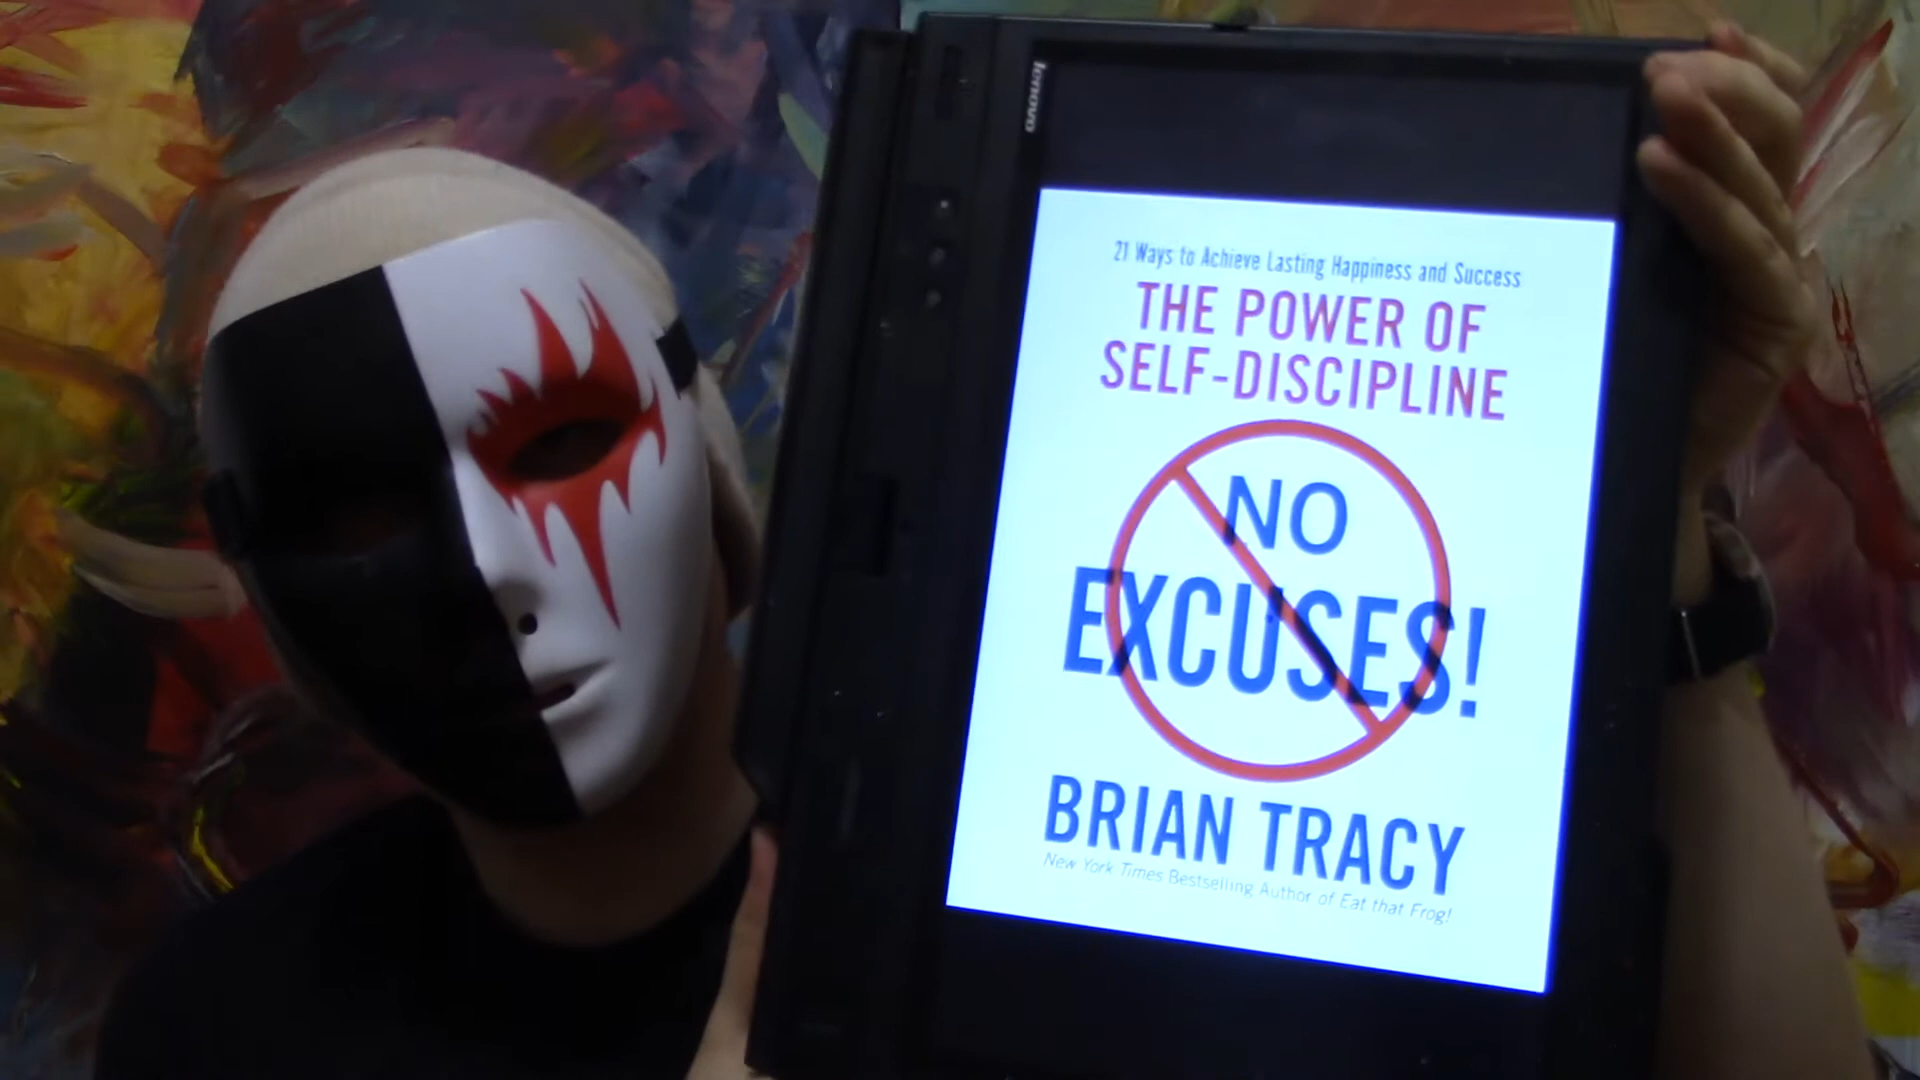 lenovo
21 Ways to Achieve Lasting Happiness and Success
THE POWER OF
SELF-DISCIPLINE
NO
EXCUSES!
BRIAN TRACY
New York Times Bestselling Author of Eat that Frog!